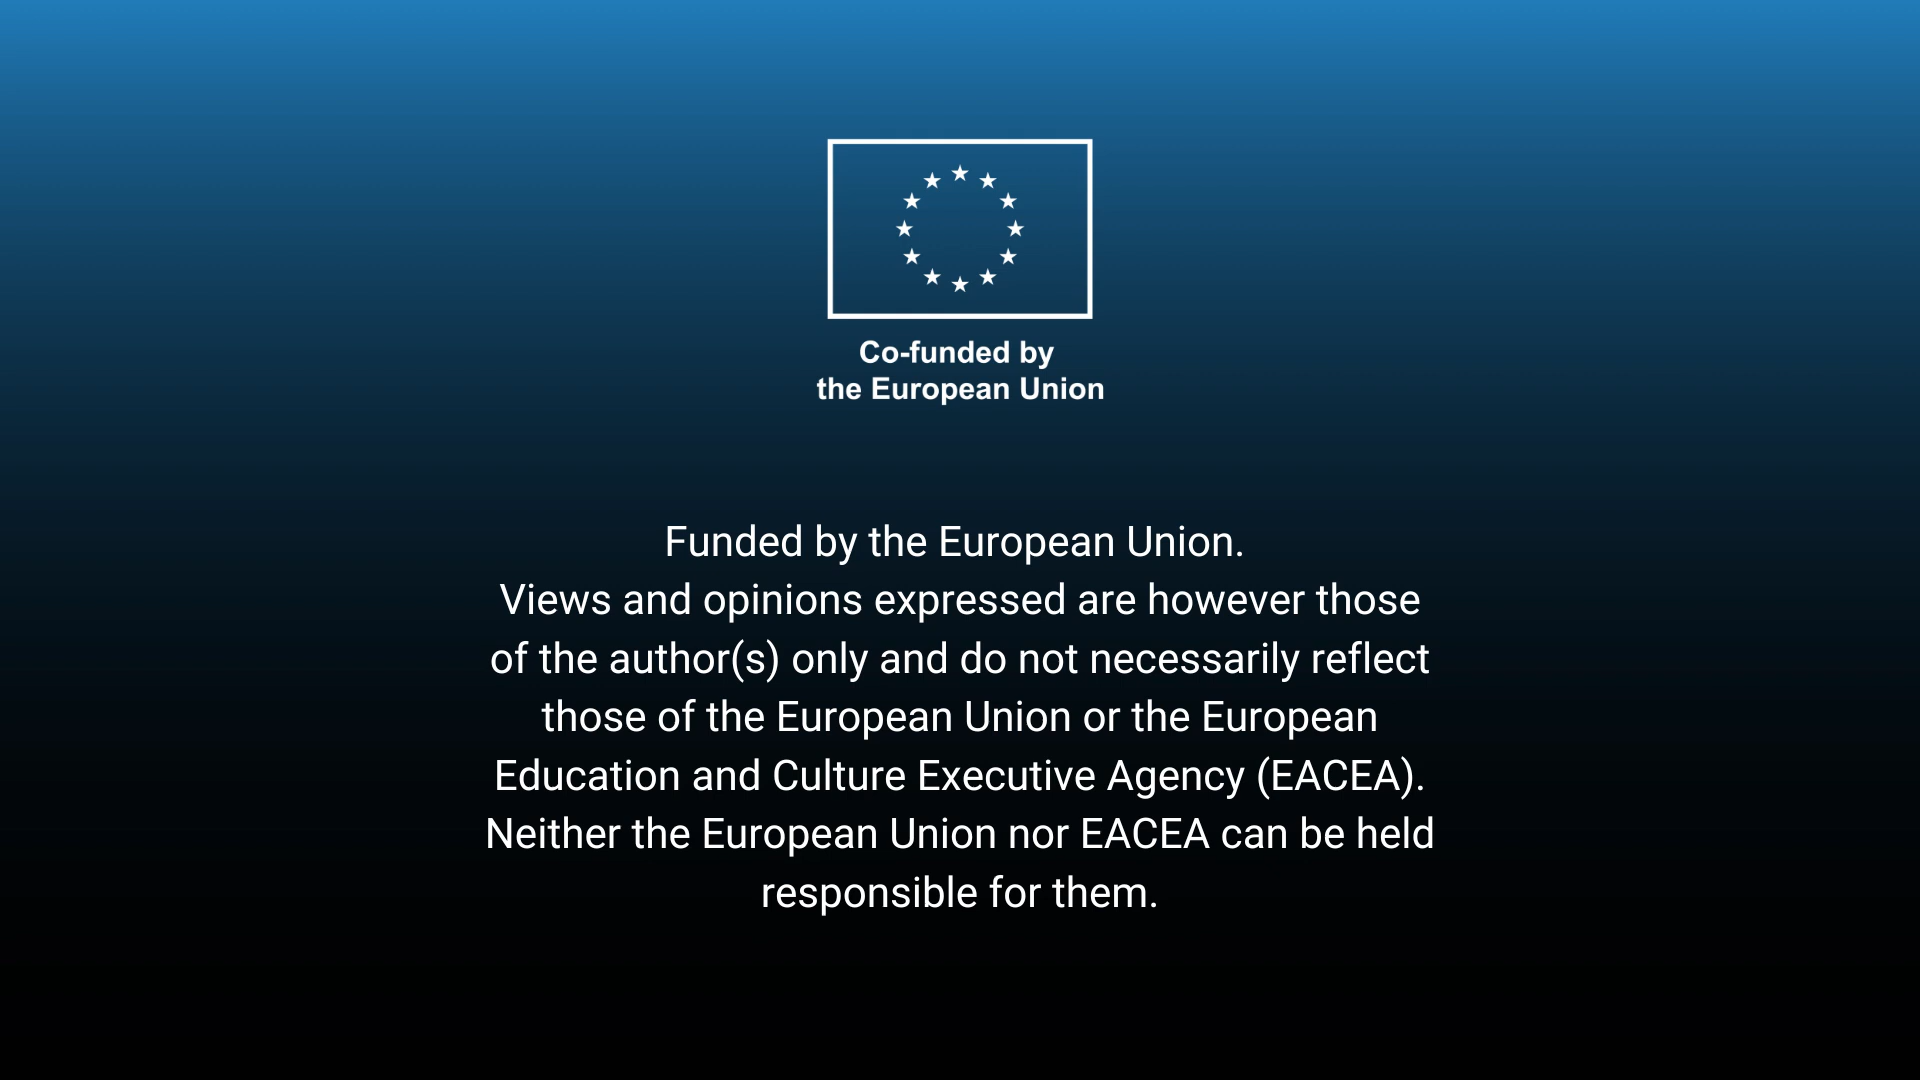 Co-funded by
the European Union
Funded by the European Union.
Views and opinions expressed are however those
of the author(s) only and do not necessarily reflect
those of the European Union or the European
Education and Culture Executive Agency (EACEA).
Neither the European Union nor EACEA can be held
responsible for them.